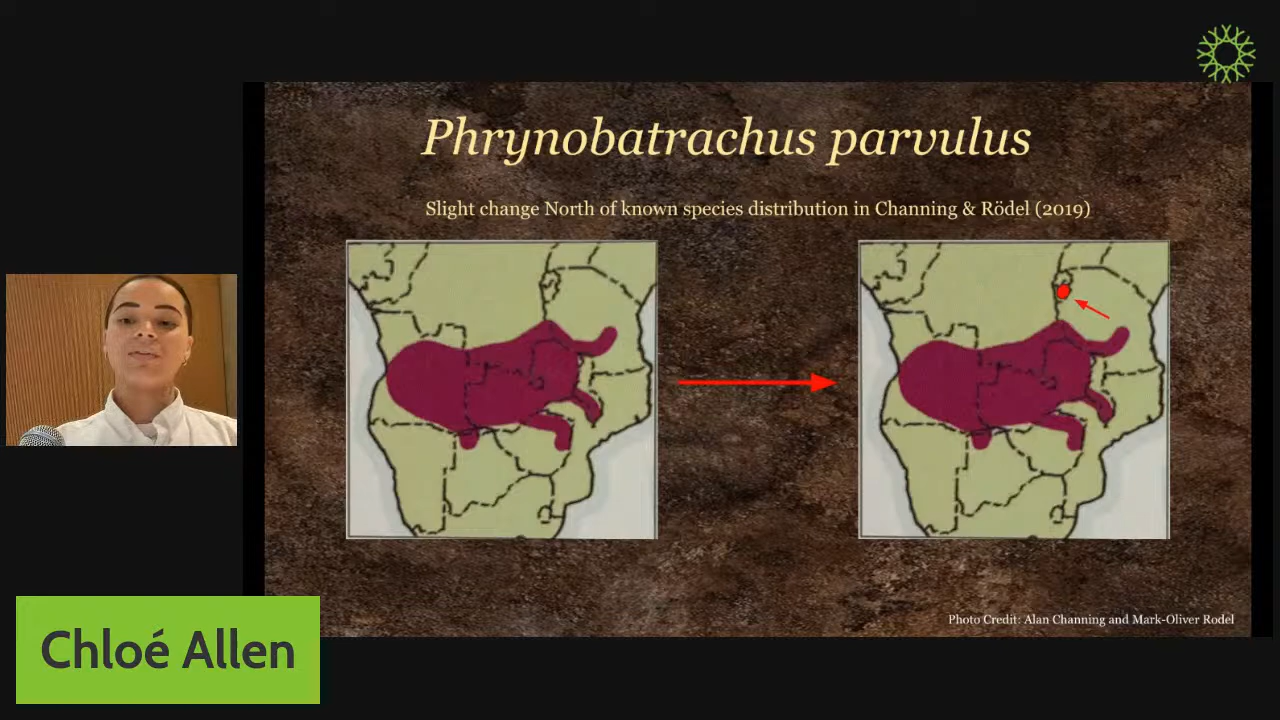 Phrynobatrachus parvulus
Slight change North of known species distribution in Channing & Rödel (2019)
Photo Credit: Alan Channing and Mark-Oliver Rodel
Chloé Allen